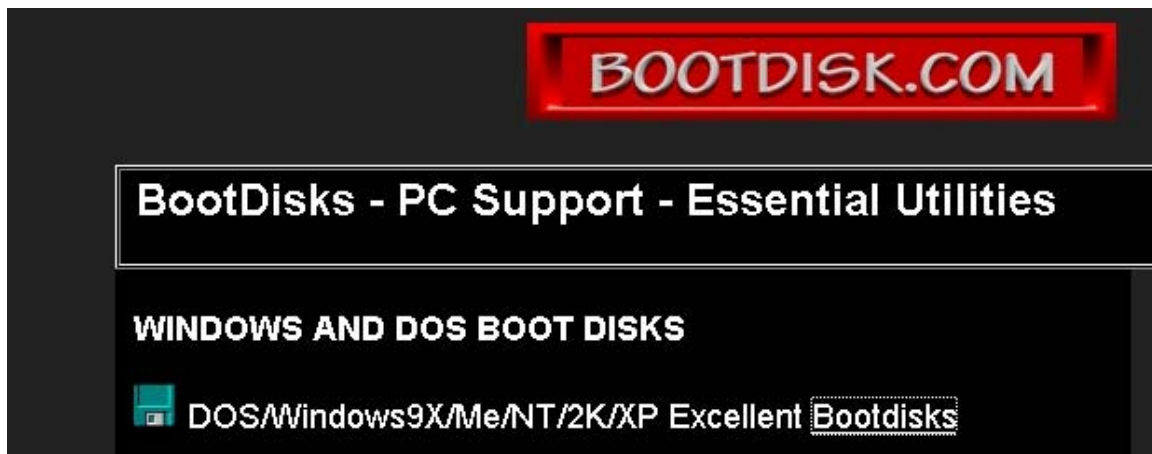 BOOTDISK.COM
BootDisks - PC Support - Essential Utilities
WINDOWS AND DOS BOOT DISKS
DOS/Windows9X/Me/NT/2K/XP Excellent Bootdisks